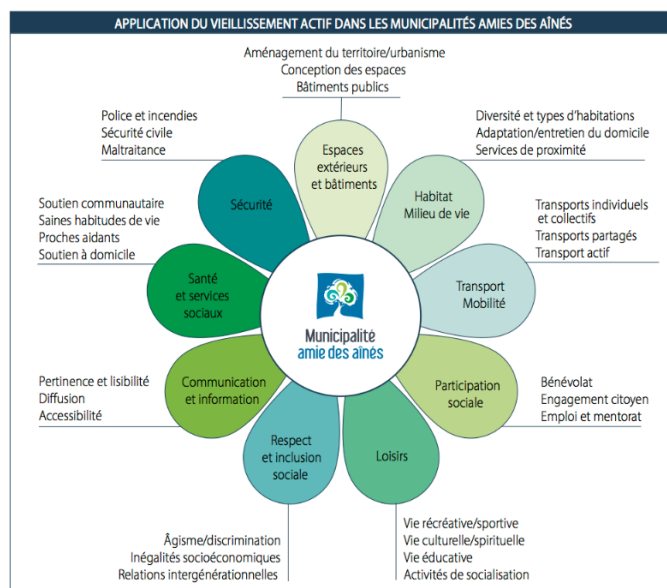 APPLICATION DU VIEILLISSEMENT ACTIF DANS LES MUNICIPALITÉS AMIES DES AÎNÉS
Aménagement du territoire/urbanisme
Conception des espaces
Bâtiments publics
Espaces
extérieurs
et bâtiments
Diversité et types d'habitations
Adaptation/entretien du domicile
Services de proximité
Habitat
Milieu de vie
Transports individuels
et collectifs
Transports partagés
Transport actif
Transport
Mobilité
Bénévolat
Engagement citoyen
Emploi et mentorat
Participation
sociale
Vie récréative/sportive
Vie culturelle/spirituelle
Vie éducative
Activités de socialisation
Loisirs
Âgisme/discrimination
Inégalités socioéconomiques
Relations intergénérationnelles
Respect
et inclusion
sociale
Pertinence et lisibilité
Diffusion
Accessibilité
Communication
et information
Soutien communautaire
Saines habitudes de vie
Proches aidants
Soutien à domicile
Santé
et services
sociaux
Police et incendies
Sécurité civile
Maltraitance
Sécurité
Municipalité
amie des aînés